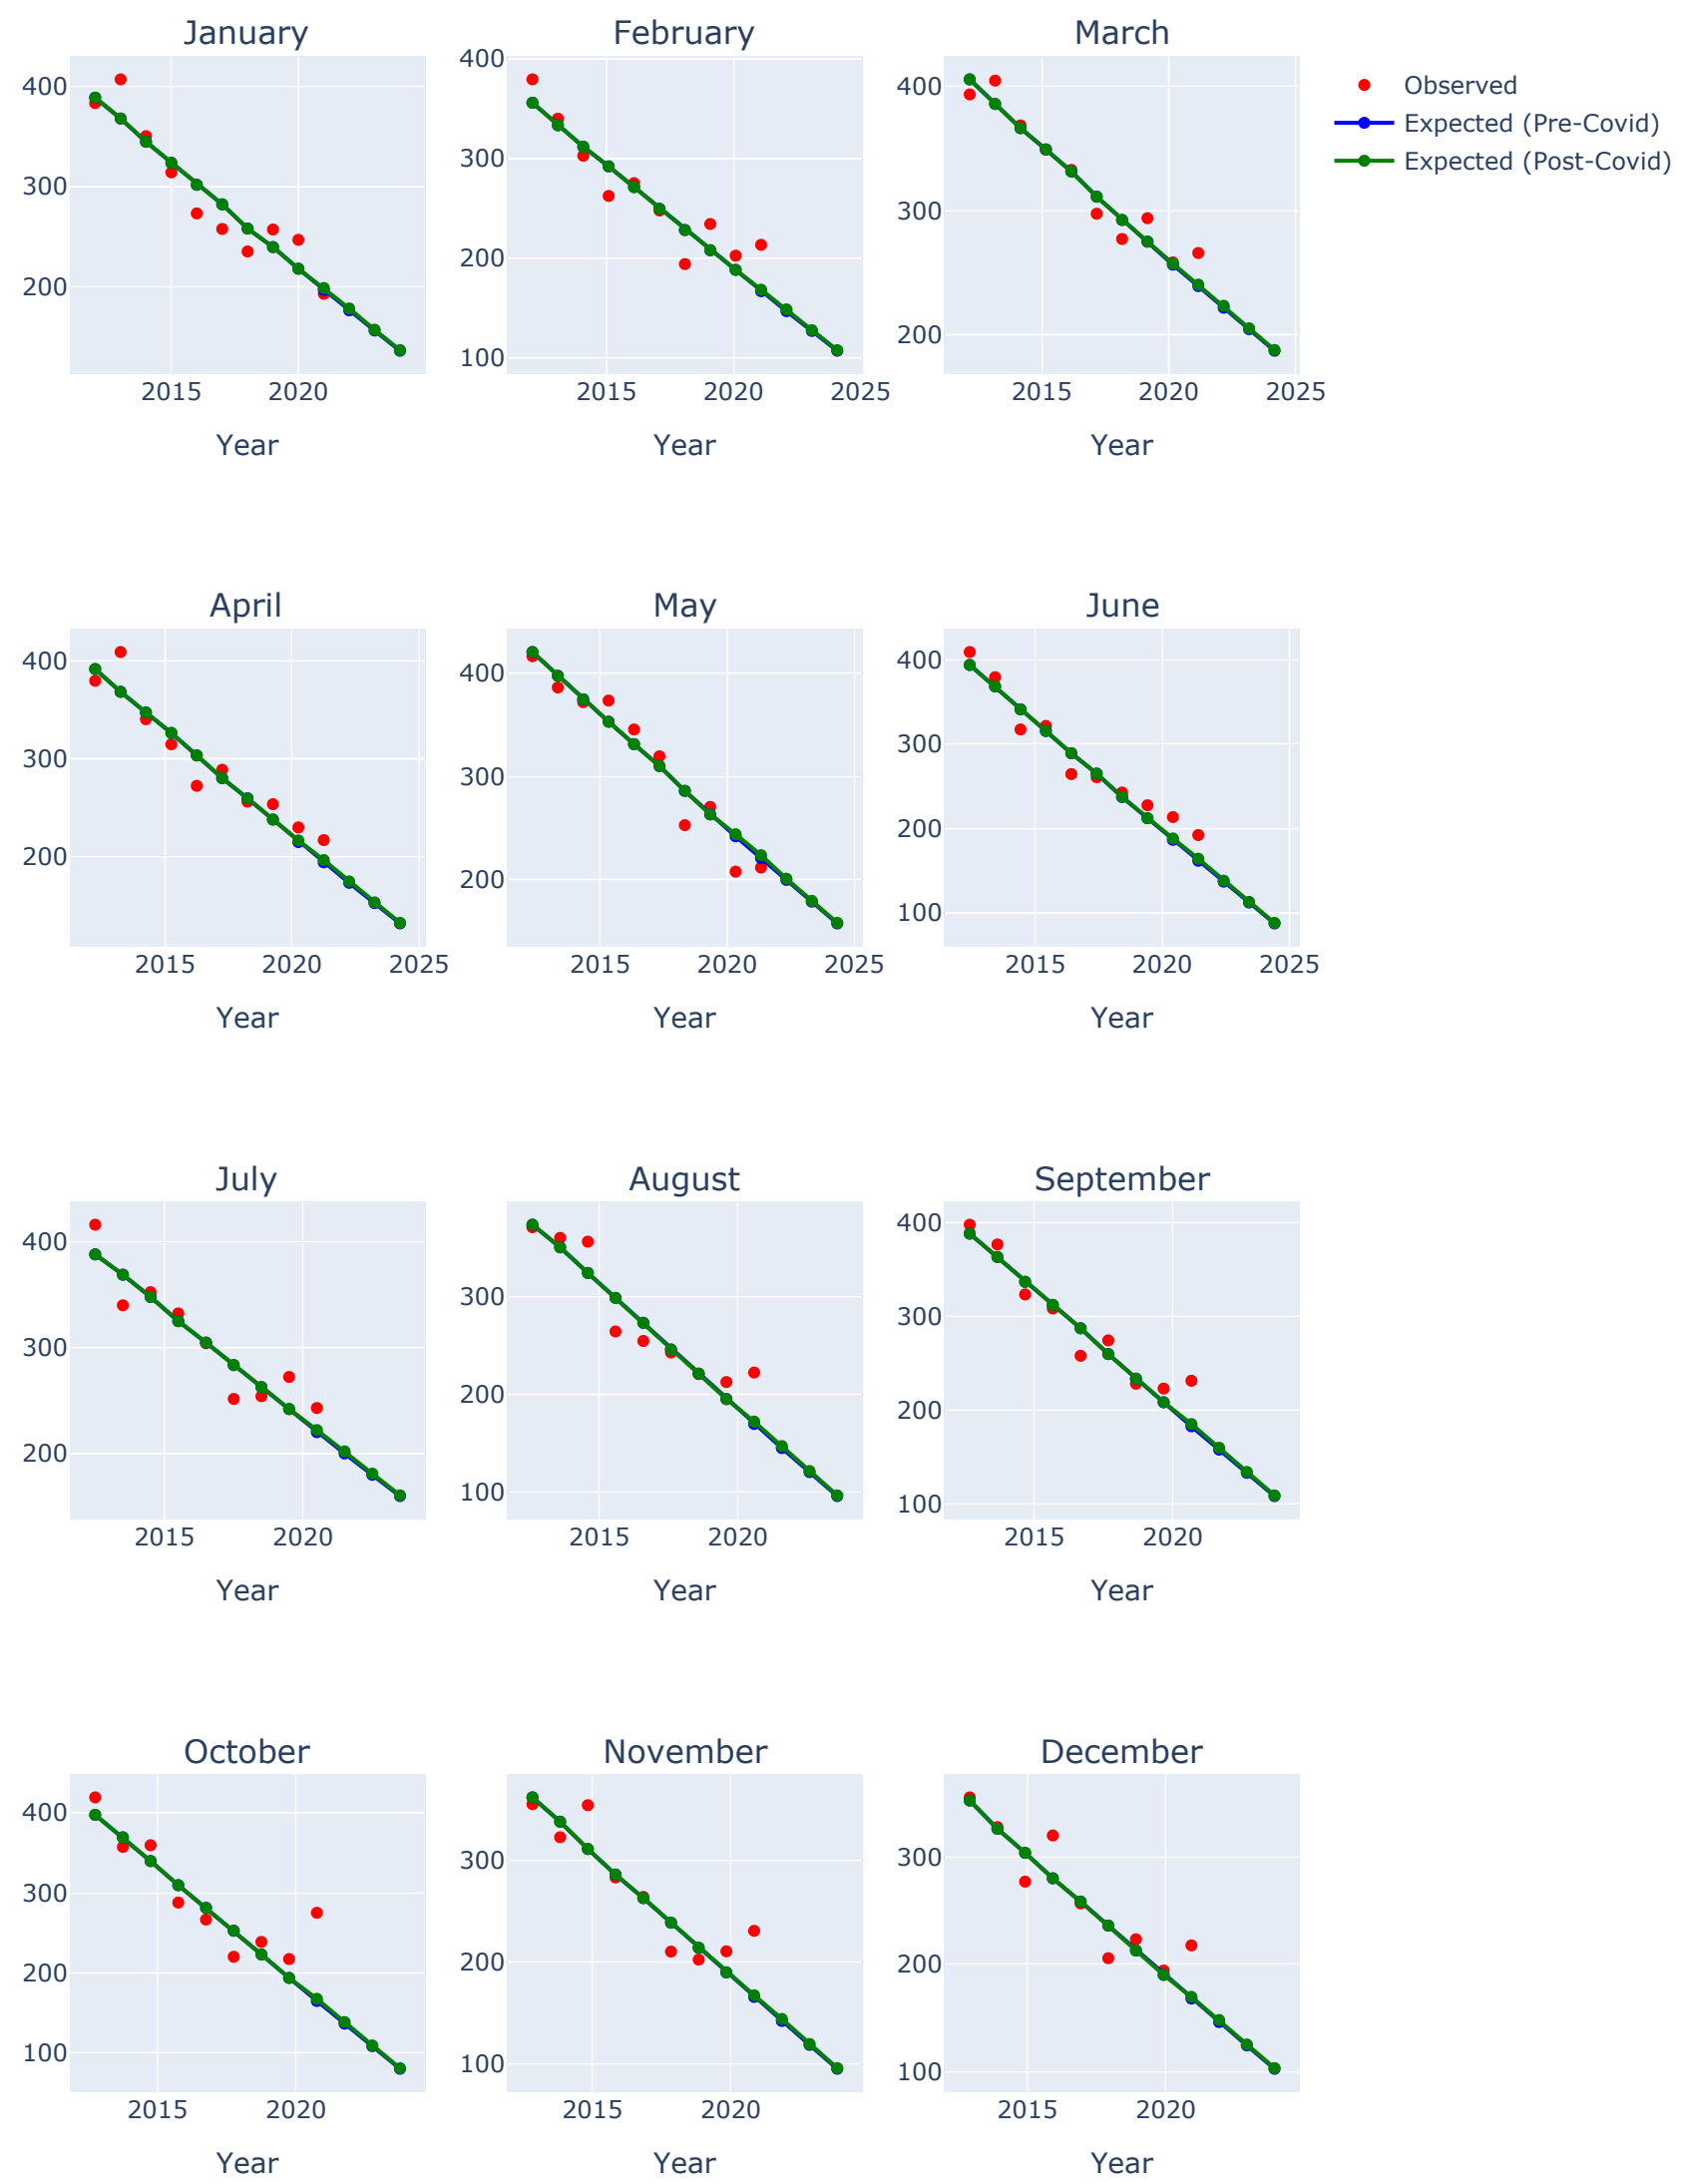 January February March
400 400 400 Observed
Expected (Pre-Covid)
Expected (Post-Covid)
300 300 300
200 200 200
100
2015 2020 2015 2020 2025 2015 2020 2025
Year Year Year
April May June
400 400 400
300 300 300
200 200 200
100
2015 2020 2025 2015 2020 2025 2015 2020 2025
Year Year Year
July August September
400 300 400
300 200 300
200 100 200
100
2015 2020 2015 2020 2015 2020
Year Year Year
October November December
400 300 300
300 200 200
200 100 100
100
2015 2020 2015 2020 2015 2020
Year Year Year